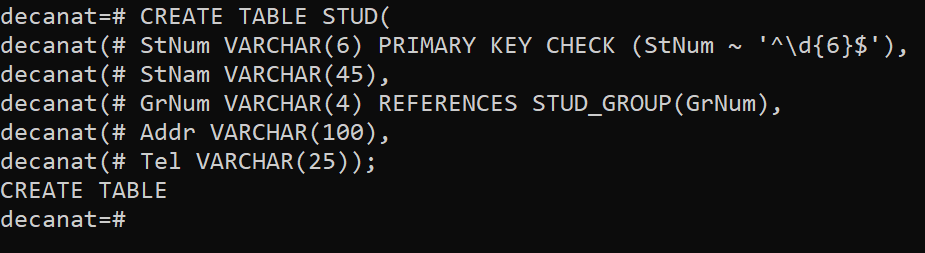 decanat=# CREATE TABLE STUD(
decanat(# StNum VARCHAR(6) PRIMARY KEY CHECK (StNum ~ '^\d{6}$'),
decanat(# StNam VARCHAR(45),
decanat(# GrNum VARCHAR(4) REFERENCES STUD_GROUP(GrNum),
decanat(# Addr VARCHAR(100),
decanat(# Tel VARCHAR(25));
CREATE TABLE
decanat=#